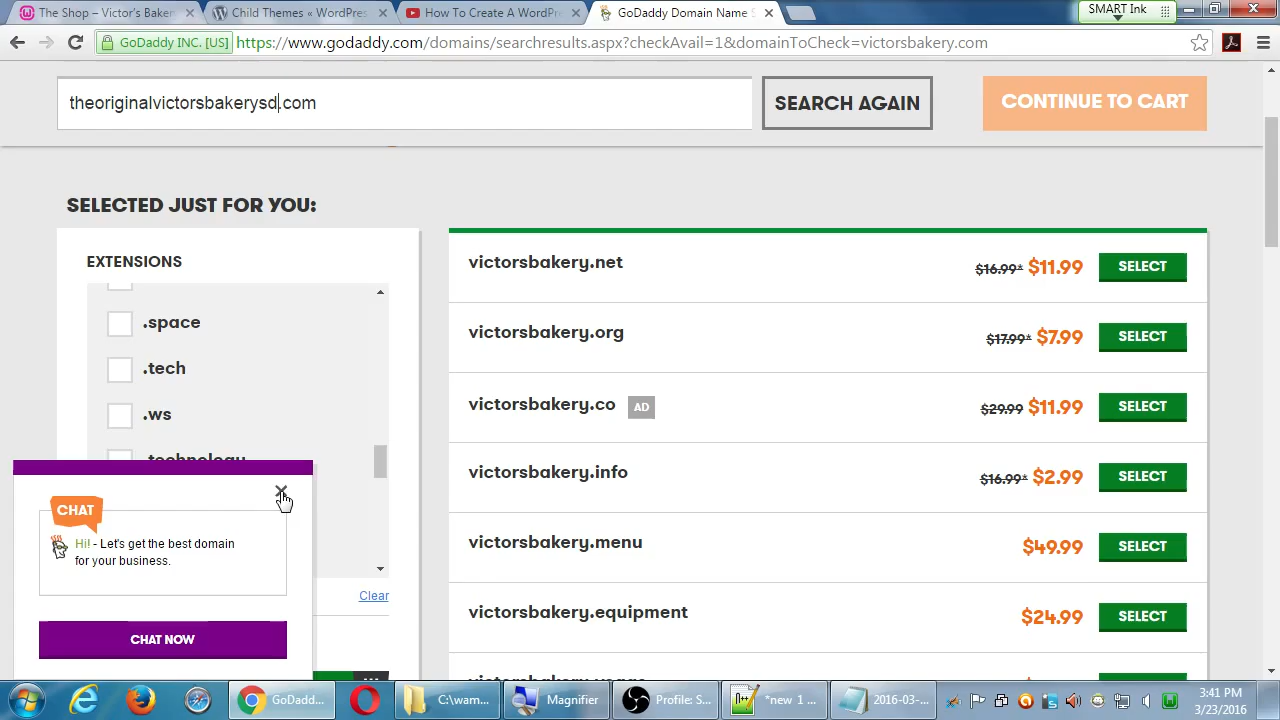 The Shop – Victor's Bakery
Child Themes « WordPres
How To Create A WordPr
GoDaddy Domain Name S
SMART Ink
GoDaddy INC. [US]
https://www.godaddy.com/domains/searchresults.aspx?checkAvail=1&domainToCheck=victorsbakery.com
theoriginalvictorsbakerysd.com
SEARCH AGAIN
CONTINUE TO CART
SELECTED JUST FOR YOU:
EXTENSIONS
.space
.tech
.ws
.technology
Clear
victorsbakery.net
$16.99* $11.99
SELECT
victorsbakery.org
$17.99* $7.99
SELECT
victorsbakery.co
AD
$29.99 $11.99
SELECT
victorsbakery.info
$16.99* $2.99
SELECT
victorsbakery.menu
$49.99
SELECT
victorsbakery.equipment
$24.99
SELECT
CHAT
Hi! - Let's get the best domain
for your business.
CHAT NOW
GoDadd...
C:\wam...
Magnifier
Profile: S...
*new 1 ...
2016-03-...
3:41 PM
3/23/2016